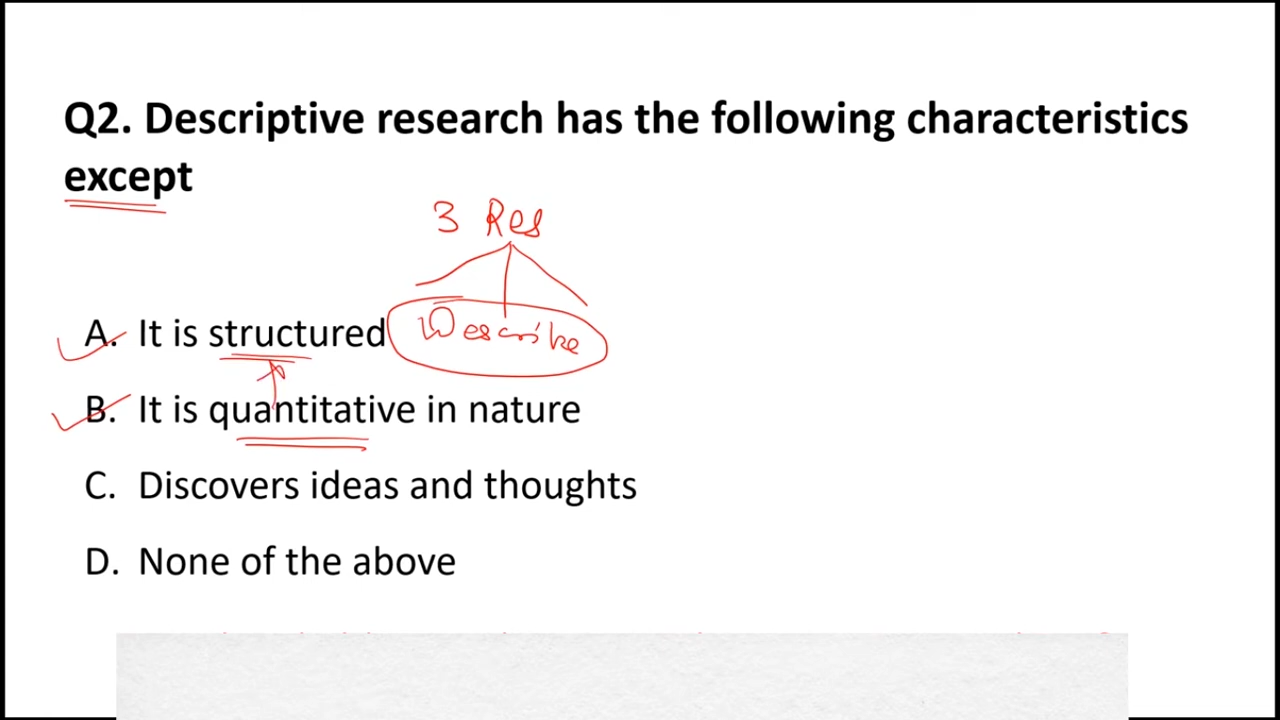 Q2. Descriptive research has the following characteristics
except
3 Res
A. It is structured
Describe
B. It is quantitative in nature
C. Discovers ideas and thoughts
D. None of the above